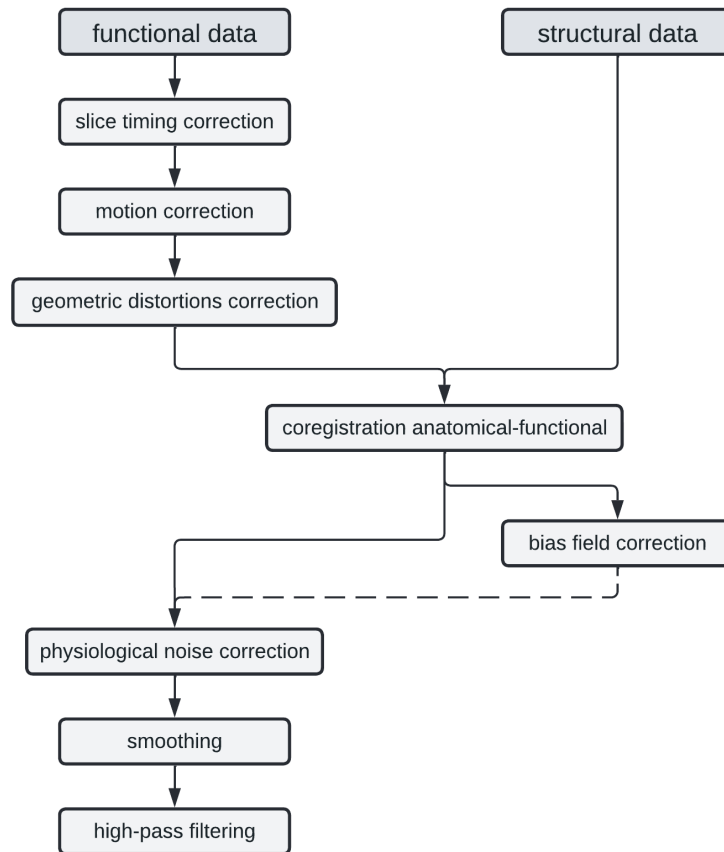 functional data
structural data
slice timing correction
motion correction
geometric distortions correction
coregistration anatomical-functional
bias field correction
physiological noise correction
smoothing
high-pass filtering